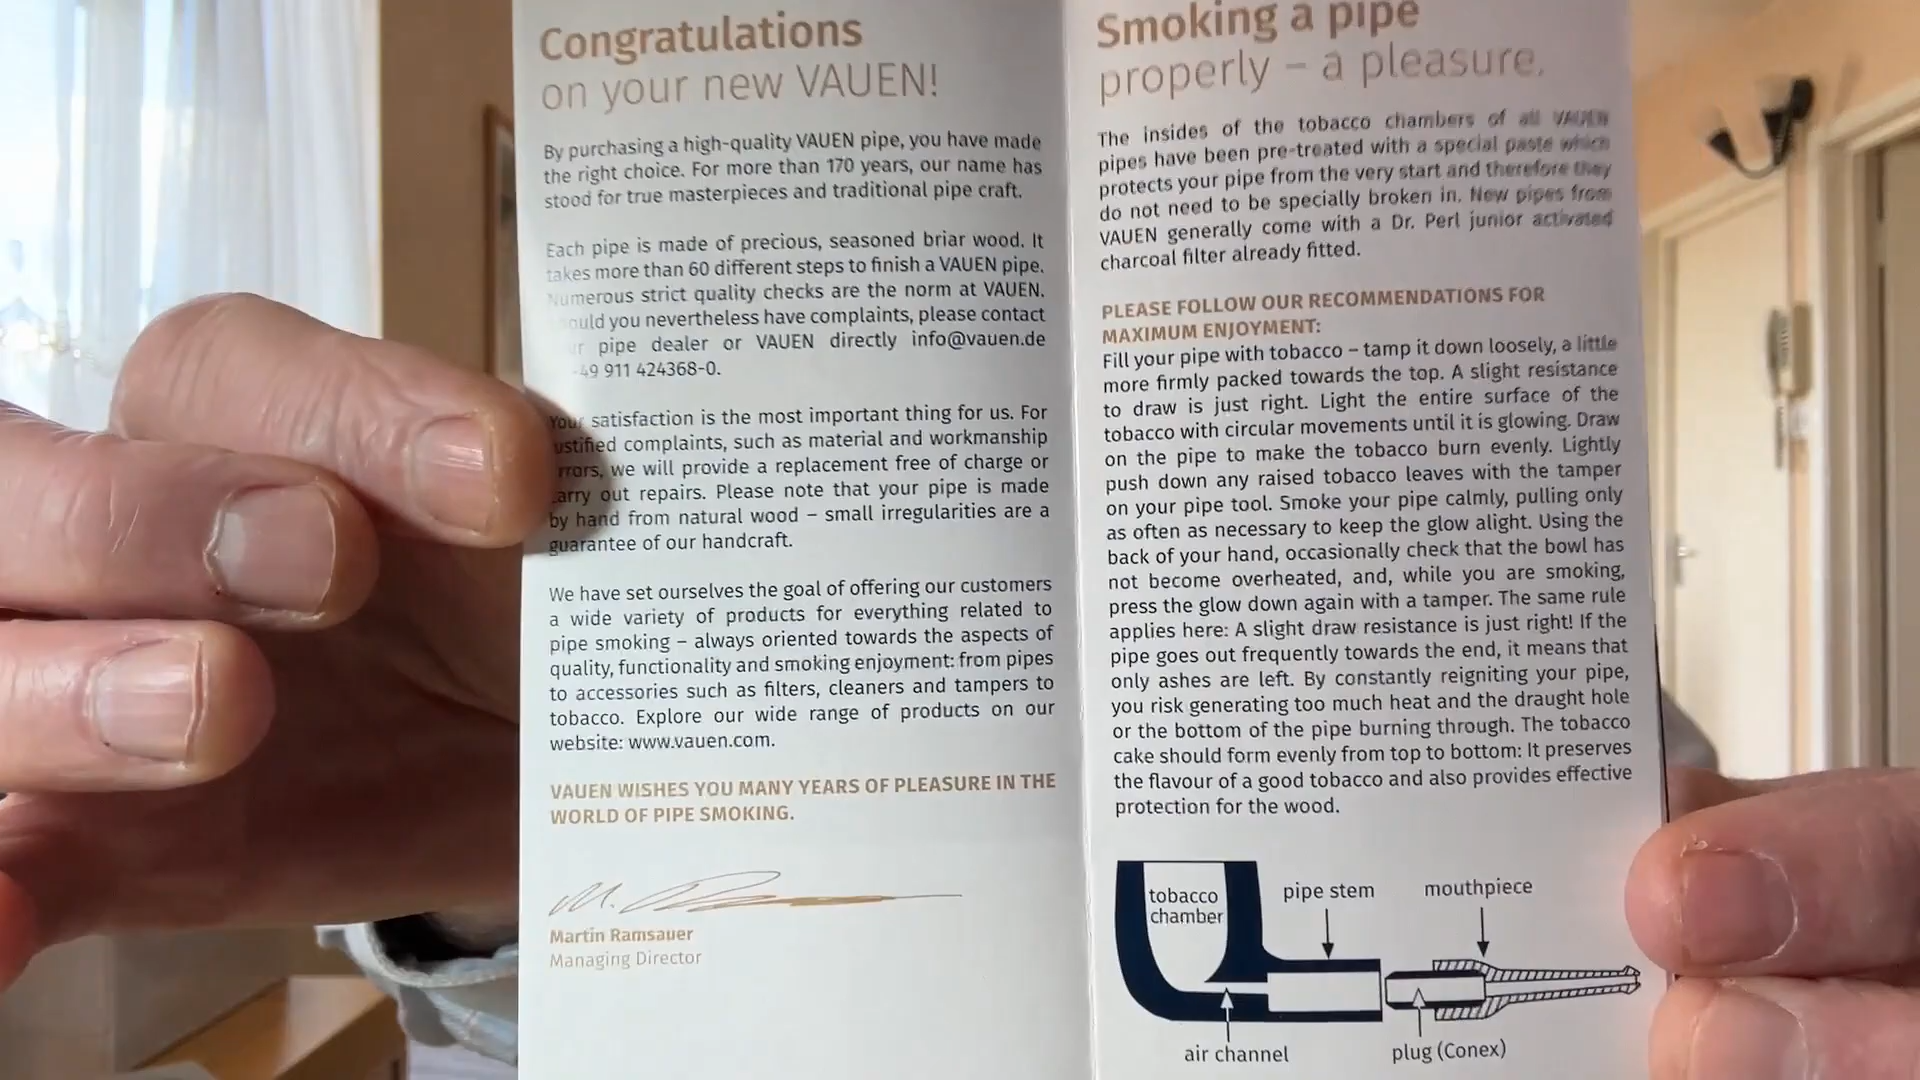 Congratulations
on your new VAUEN!
By purchasing a high-quality VAUEN pipe, you have made
the right choice. For more than 170 years, our name has
stood for true masterpieces and traditional pipe craft.
Each pipe is made of precious, seasoned briar wood. It
takes more than 60 different steps to finish a VAUEN pipe.
Numerous strict quality checks are the norm at VAUEN.
you nevertheless have complaints, please contact
pipe dealer or VAUEN directly info@vauen.de
49 911 424368-0.
Your satisfaction is the most important thing for us. For
justified complaints, such as material and workmanship
errors, we will provide a replacement free of charge or
carry out repairs. Please note that your pipe is made
by hand from natural wood – small irregularities are a
guarantee of our handcraft.
We have set ourselves the goal of offering our customers
a wide variety of products for everything related to
pipe smoking – always oriented towards the aspects of
quality, functionality and smoking enjoyment: from pipes
to accessories such as filters, cleaners and tampers to
tobacco. Explore our wide range of products on our
website: www.vauen.com.
VAUEN WISHES YOU MANY YEARS OF PLEASURE IN THE
WORLD OF PIPE SMOKING.
Martin Ramsauer
Managing Director
Smoking a pipe
properly – a pleasure.
The insides of the tobacco chambers of all VAUEN
pipes have been pre-treated with a special paste which
protects your pipe from the very start and therefore they
do not need to be specially broken in. New pipes from
VAUEN generally come with a Dr. Perl junior activated
charcoal filter already fitted.
PLEASE FOLLOW OUR RECOMMENDATIONS FOR
MAXIMUM ENJOYMENT:
Fill your pipe with tobacco – tamp it down loosely, a little
more firmly packed towards the top. A slight resistance
to draw is just right. Light the entire surface of the
tobacco with circular movements until it is glowing. Draw
on the pipe to make the tobacco burn evenly. Lightly
push down any raised tobacco leaves with the tamper
on your pipe tool. Smoke your pipe calmly, pulling only
as often as necessary to keep the glow alight. Using the
back of your hand, occasionally check that the bowl has
not become overheated, and, while you are smoking,
press the glow down again with a tamper. The same rule
applies here: A slight draw resistance is just right! If the
pipe goes out frequently towards the end, it means that
only ashes are left. By constantly reigniting your pipe,
you risk generating too much heat and the draught hole
or the bottom of the pipe burning through. The tobacco
cake should form evenly from top to bottom: It preserves
the flavour of a good tobacco and also provides effective
protection for the wood.
tobacco
chamber
pipe stem
mouthpiece
air channel
plug (Conex)